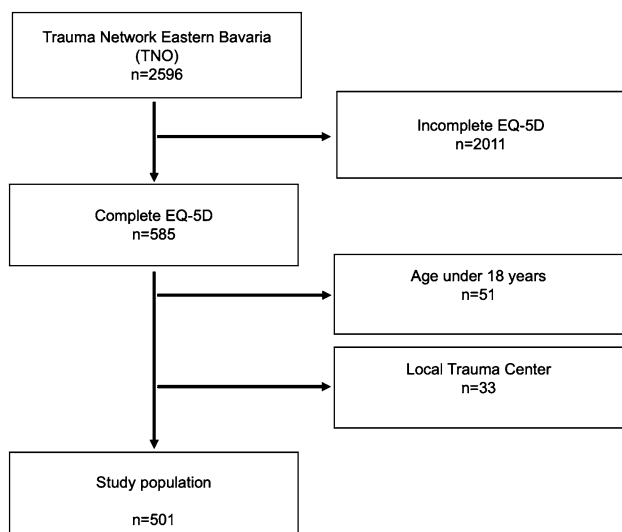 Trauma Network Eastern Bavaria
(TNO)
n=2596
Incomplete EQ-5D
n=2011
Complete EQ-5D
n=585
Age under 18 years
n=51
Local Trauma Center
n=33
Study population
n=501